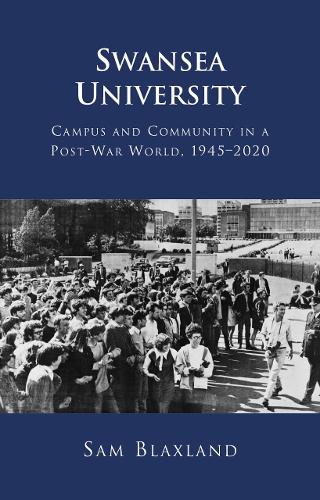 Swansea
University
Campus and Community in a
Post-War World, 1945–2020
Sam Blaxland